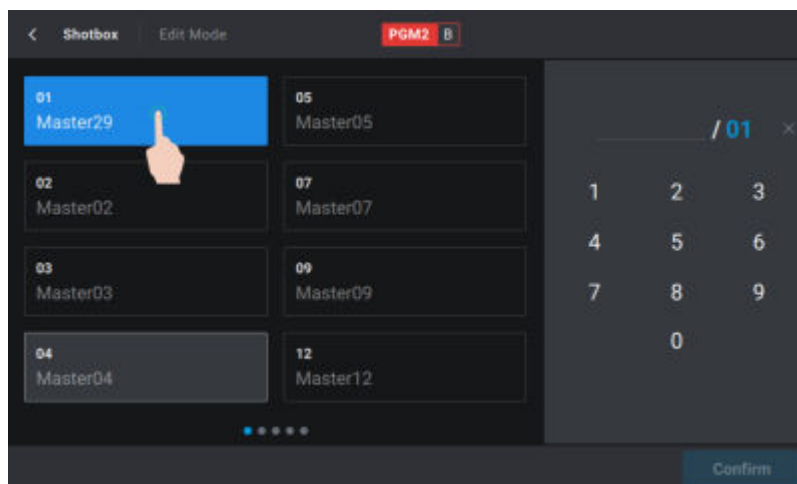 < Shotbox Edit Mode PGM2 B
01
Master29
05
Master05
02
Master02
07
Master07
03
Master03
09
Master09
04
Master04
12
Master12
/ 01 ×
1 2 3
4 5 6
7 8 9
0
Confirm